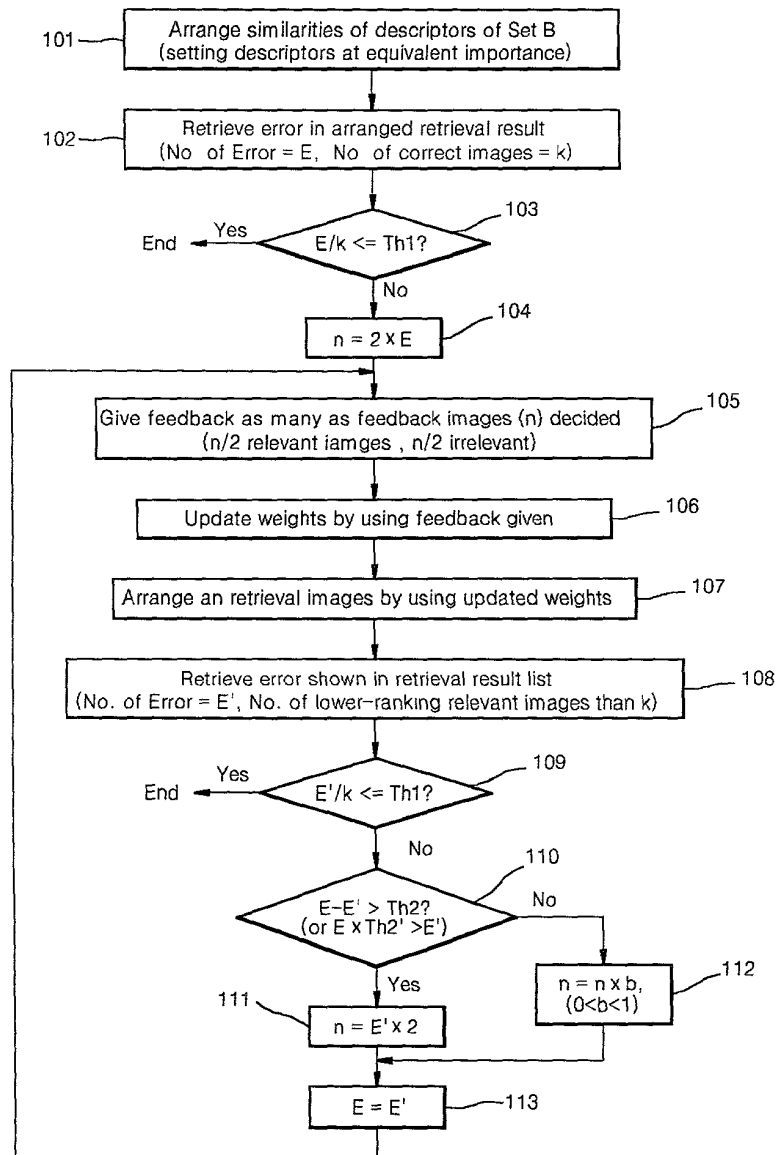 101
Arrange similarities of descriptors of Set B
(setting descriptors at equivalent importance)
102
Retrieve error in arranged retrieval result
(No of Error = E, No of correct images = k)
103
End
Yes
E/k <= Th1?
No
104
n = 2 x E
105
Give feedback as many as feedback images (n) decided
(n/2 relevant iamges , n/2 irrelevant)
106
Update weights by using feedback given
107
Arrange an retrieval images by using updated weights
108
Retrieve error shown in retrieval result list
(No. of Error = E', No. of lower-ranking relevant images than k)
109
End
Yes
E'/k <= Th1?
No
110
E-E' > Th2?
(or E x Th2' >E')
No
Yes
112
n = n x b,
(0<b<1)
111
n = E' x 2
E = E'
113